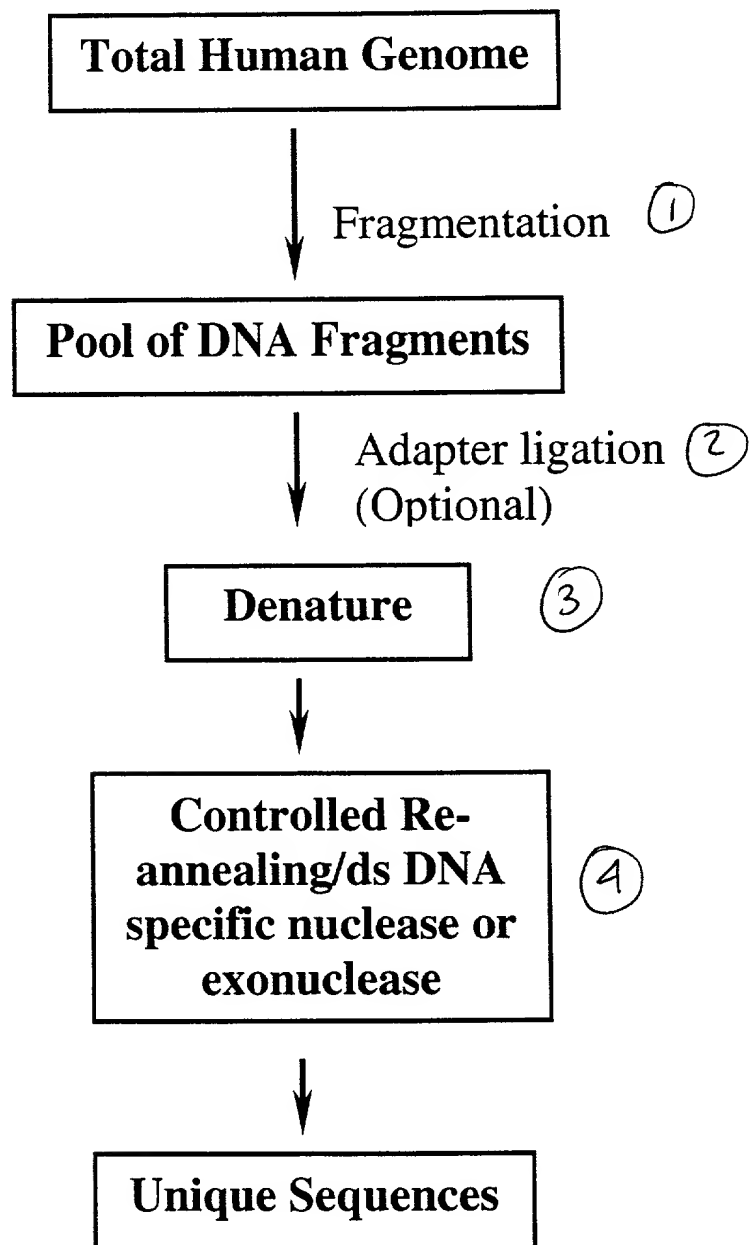 Total Human Genome
Fragmentation ①
Pool of DNA Fragments
Adapter ligation ②
(Optional)
Denature ③
Controlled Re-
annealing/ds DNA
specific nuclease or
exonuclease
④
Unique Sequences